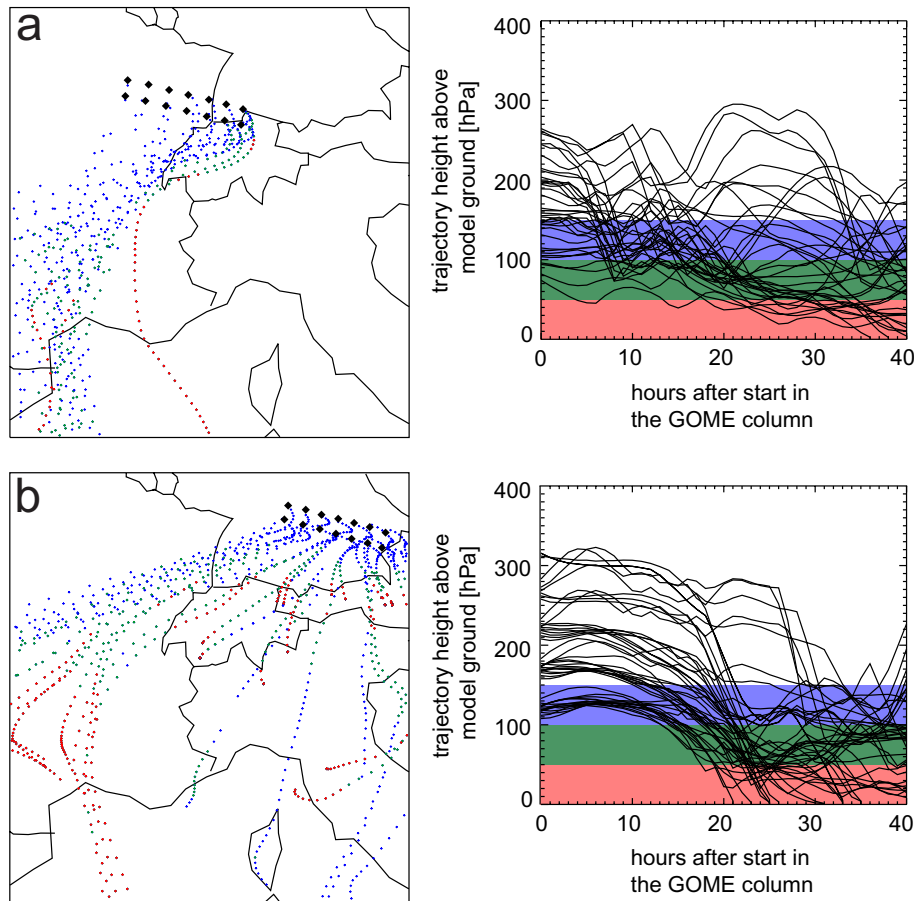 a
400
300
200
100
0
trajectory height above
model ground [hPa]
0 10 20 30 40
hours after start in
the GOME column
b
400
300
200
100
0
trajectory height above
model ground [hPa]
0 10 20 30 40
hours after start in
the GOME column